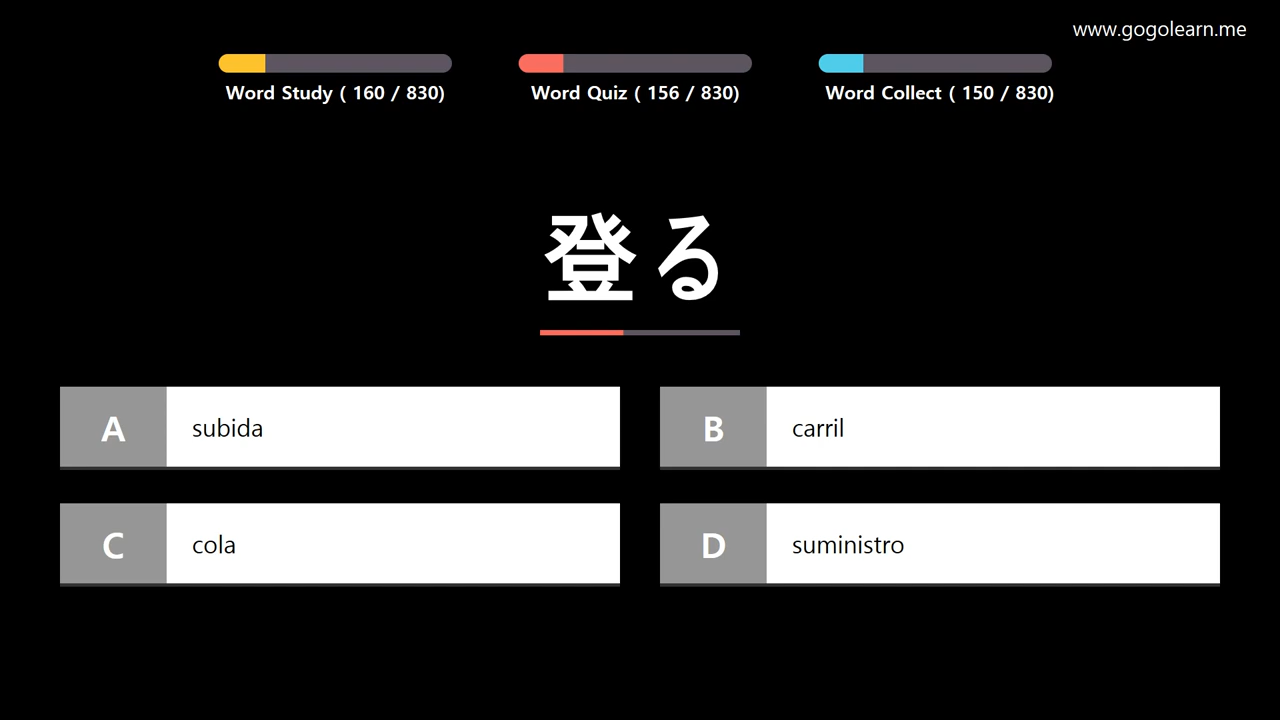 www.gogolearn.me
Word Study ( 160 / 830)
Word Quiz ( 156 / 830)
Word Collect ( 150 / 830)
登る
A subida
B carril
C cola
D suministro